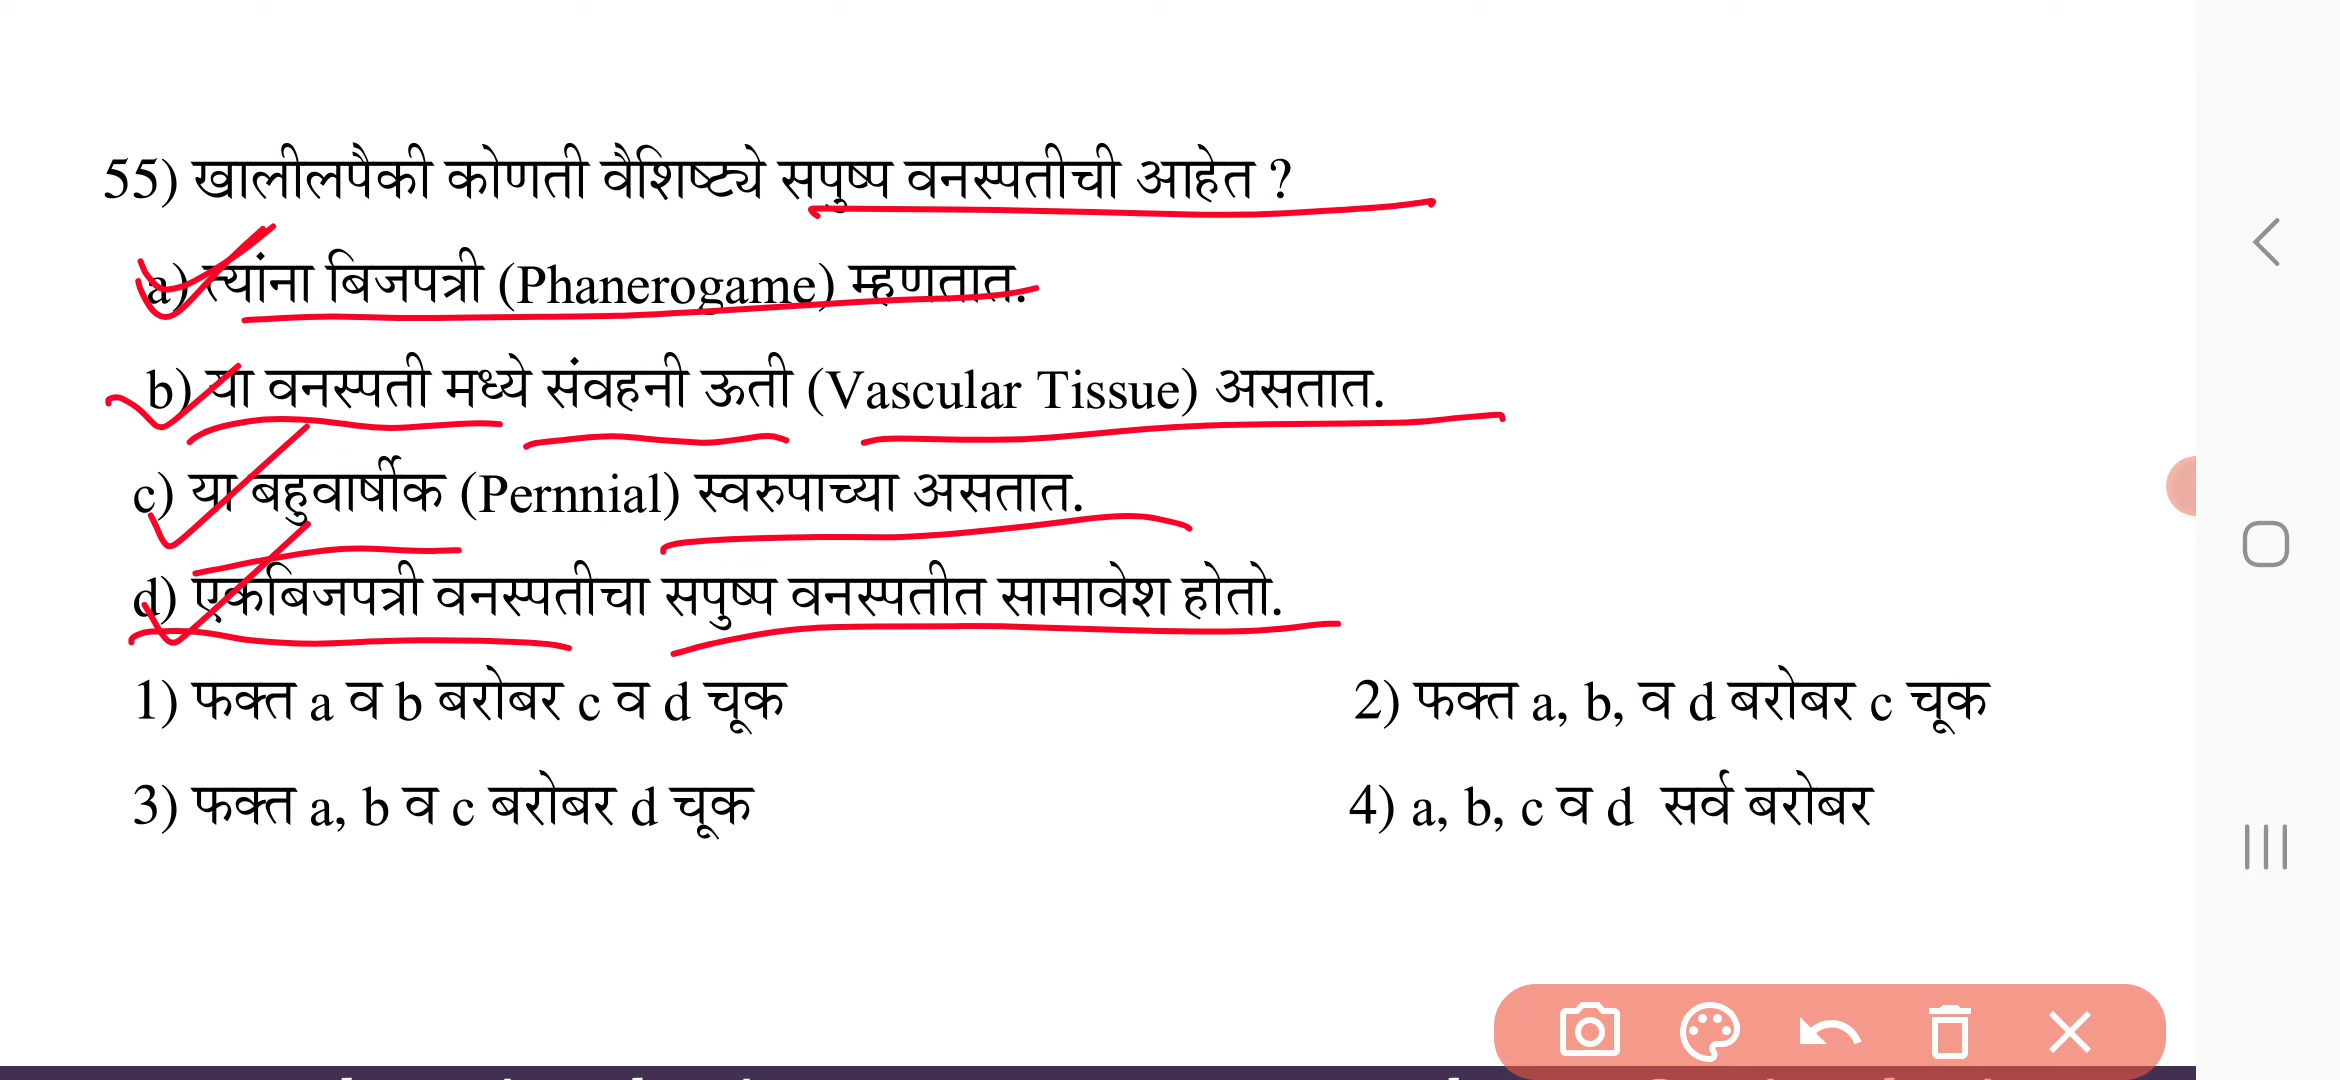 55) खालीलपैकी कोणती वैशिष्ट्ये सपुष्प वनस्पतीची आहेत ?
a) त्यांना बिजपत्री (Phanerogame) म्हणतात.
b) या वनस्पती मध्ये संवहनी ऊती (Vascular Tissue) असतात.
c) या बहुवार्षीक (Pernnial) स्वरुपाच्या असतात.
d) एकबिजपत्री वनस्पतीचा सपुष्प वनस्पतीत सामावेश होतो.
1) फक्त a व b बरोबर c व d चूक
2) फक्त a, b, व d बरोबर c चूक
3) फक्त a, b व c बरोबर d चूक
4) a, b, c व d सर्व बरोबर